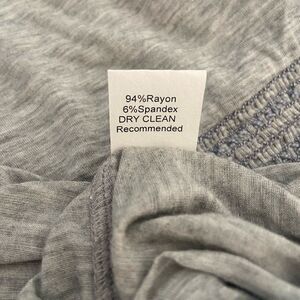 94%Rayon
6%Spandex
DRY CLEAN
Recommended